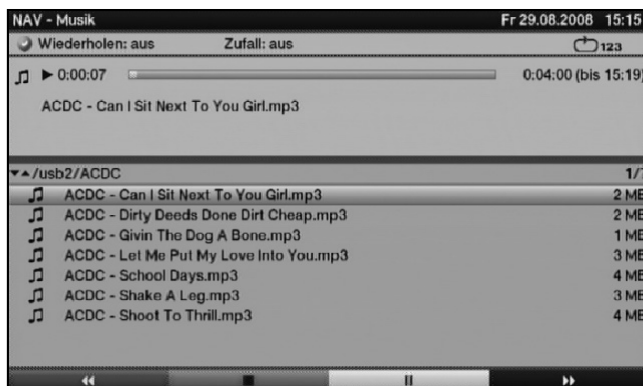 NAV - Musik Fr 29.08.2008 15:15
Wiederholen: aus Zufall: aus 123
0:00:07 0:04:00 (bis 15:19)
ACDC - Can I Sit Next To You Girl.mp3
/usb2/ACDC 1/7
ACDC - Can I Sit Next To You Girl.mp3 2 MB
ACDC - Dirty Deeds Done Dirt Cheap.mp3 2 MB
ACDC - Givin The Dog A Bone.mp3 1 MB
ACDC - Let Me Put My Love Into You.mp3 3 MB
ACDC - School Days.mp3 4 MB
ACDC - Shake A Leg.mp3 3 MB
ACDC - Shoot To Thrill.mp3 4 MB